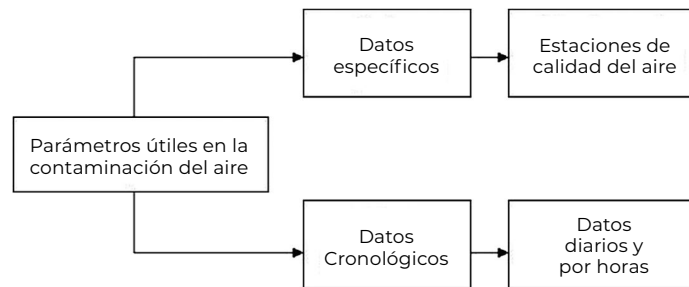 Datos
específicos
Estaciones de
calidad del aire
Parámetros útiles en la
contaminación del aire
Datos
Cronológicos
Datos
diarios y
por horas